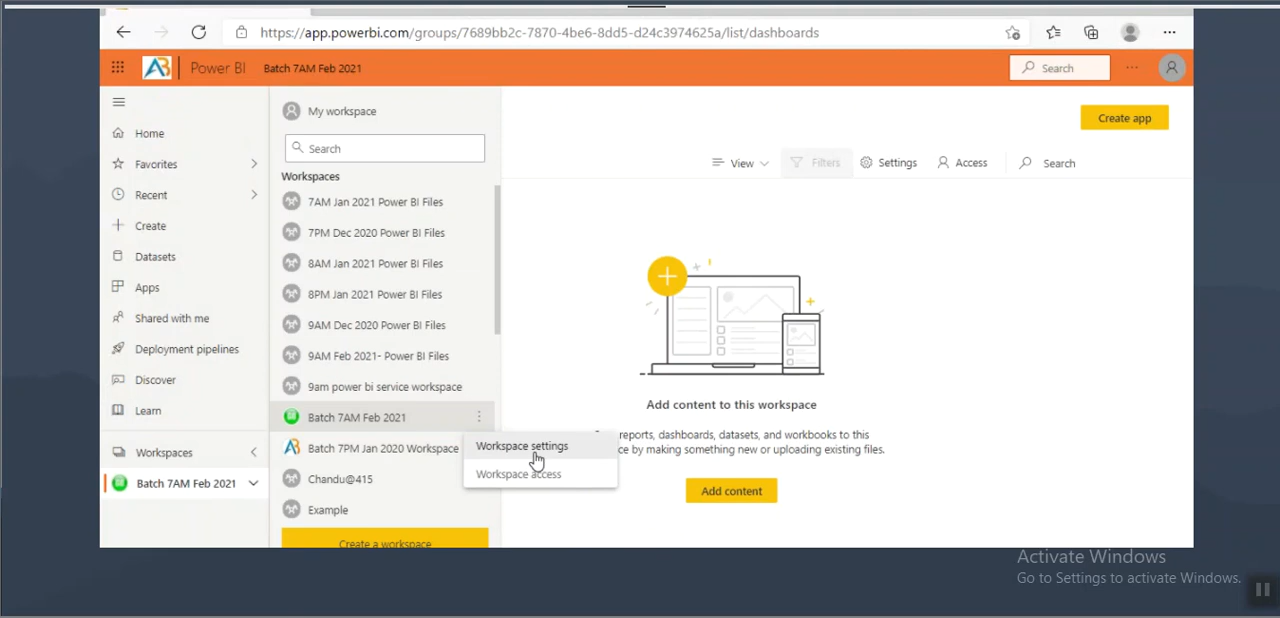 https://app.powerbi.com/groups/7689bb2c-7870-4be6-8dd5-d24c3974625a/list/dashboards
Power BI Batch 7AM Feb 2021 Search
Home
Favorites
Recent
Create
Datasets
Apps
Shared with me
Deployment pipelines
Discover
Learn
Workspaces
Batch 7AM Feb 2021
My workspace
Search
Workspaces
7AM Jan 2021 Power BI Files
7PM Dec 2020 Power BI Files
8AM Jan 2021 Power BI Files
8PM Jan 2021 Power BI Files
9AM Dec 2020 Power BI Files
9AM Feb 2021- Power BI Files
9am power bi service workspace
Batch 7AM Feb 2021
Batch 7PM Jan 2020 Workspace
Chandu@415
Example
Create a workspace
Workspace settings
Workspace access
Create app
View Filters Settings Access Search
Add content to this workspace
reports, dashboards, datasets, and workbooks to this
ce by making something new or uploading existing files.
Add content
Activate Windows
Go to Settings to activate Windows.